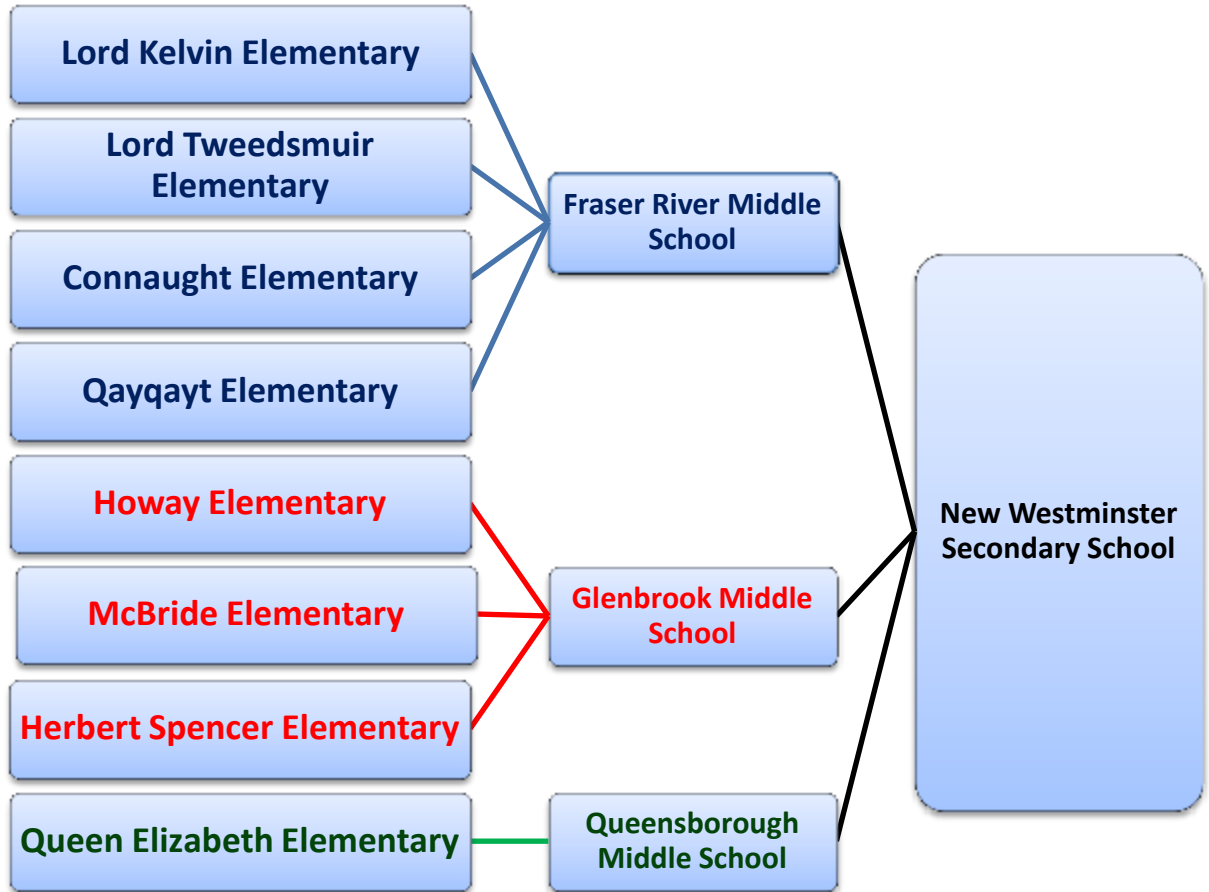 Lord Kelvin Elementary
Lord Tweedsmuir
Elementary
Connaught Elementary
Qayqayt Elementary
Howay Elementary
McBride Elementary
Herbert Spencer Elementary
Queen Elizabeth Elementary
Fraser River Middle
School
Glenbrook Middle
School
Queensborough
Middle School
New Westminster
Secondary School